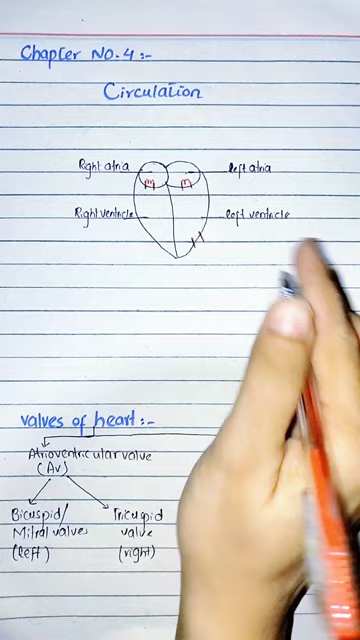 Chapter NO.4:-
Circulation
Right atria
left atria
Right ventricle
left ventricle
valves of heart:-
Atrioventricular valve
(AV)
Bicuspid/
Mitral valves
(left)
Tricuspid
valve
(right)